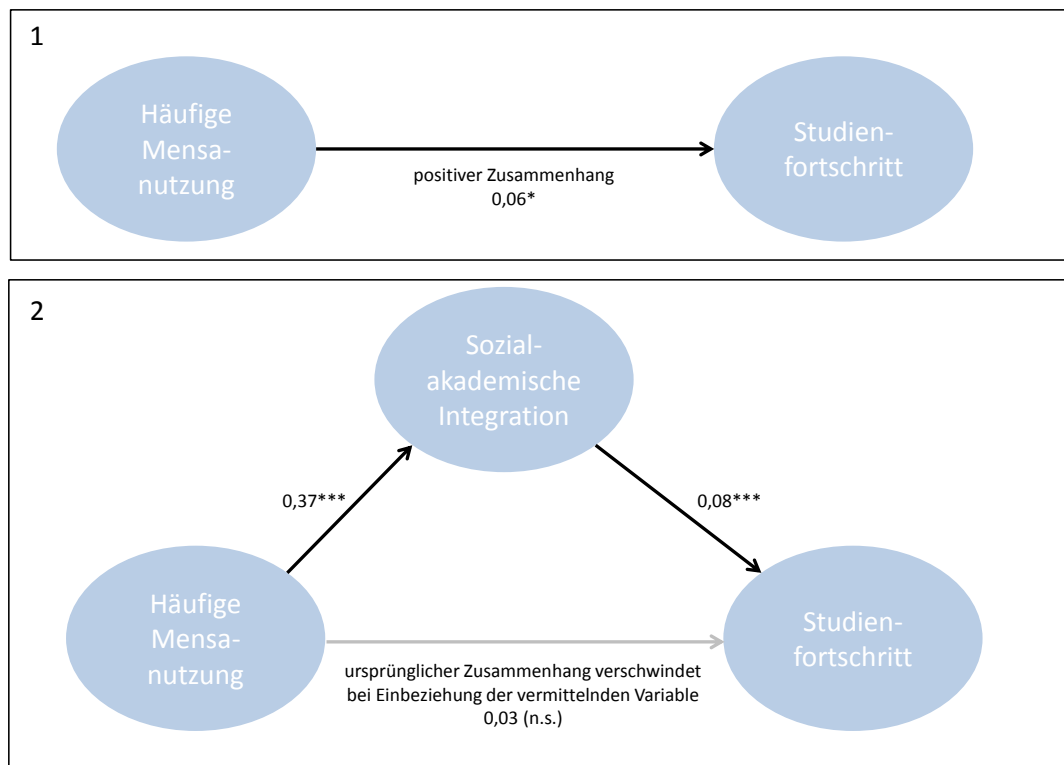 1
Häufige
Mensa-
nutzung
positiver Zusammenhang
0,06*
Studien-
fortschritt
2
Sozial-
akademische
Integration
0,37***
0,08***
Häufige
Mensa-
nutzung
ursprünglicher Zusammenhang verschwindet
bei Einbeziehung der vermittelnden Variable
0,03 (n.s.)
Studien-
fortschritt